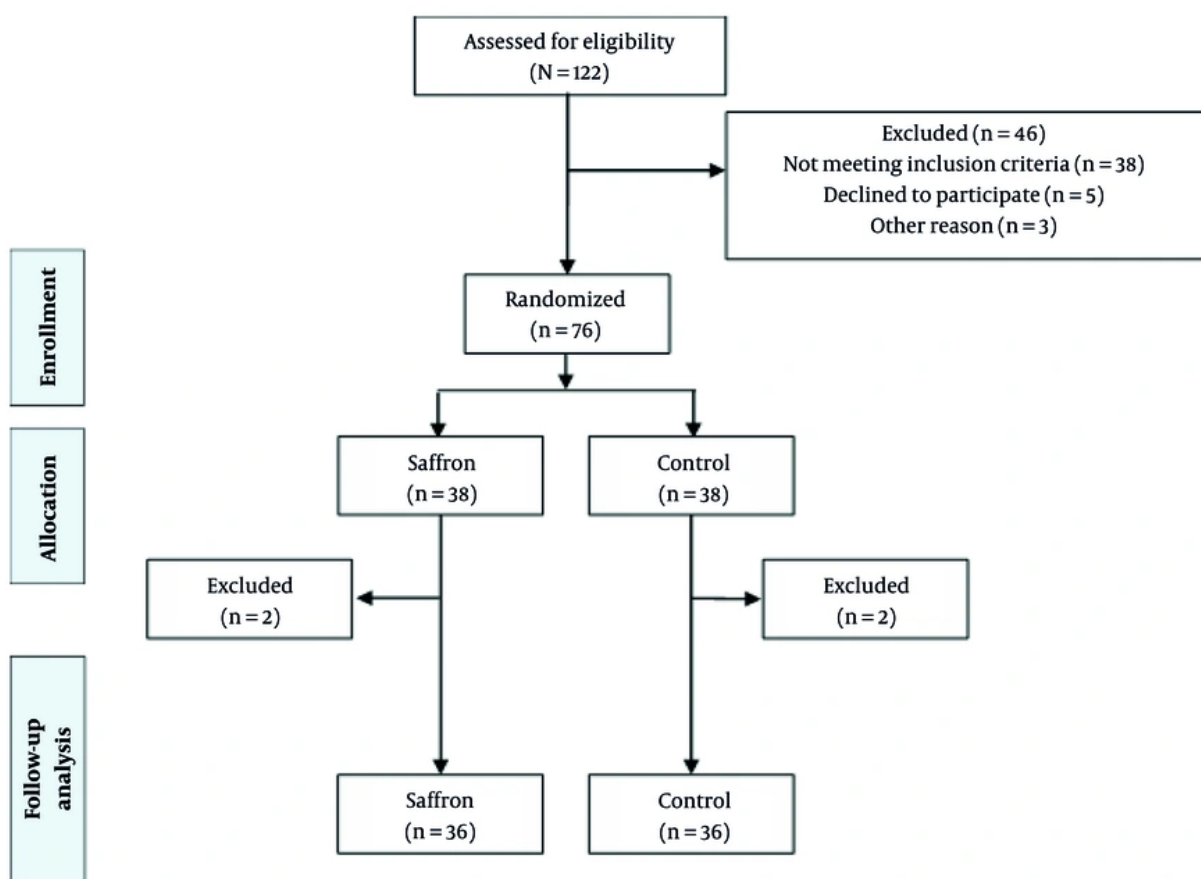 Assessed for eligibility
(N = 122)
Excluded (n = 46)
Not meeting inclusion criteria (n = 38)
Declined to participate (n = 5)
Other reason (n = 3)
Enrollment
Randomized
(n = 76)
Allocation
Saffron
(n = 38)
Control
(n = 38)
Excluded
(n = 2)
Excluded
(n = 2)
Follow-up
analysis
Saffron
(n = 36)
Control
(n = 36)